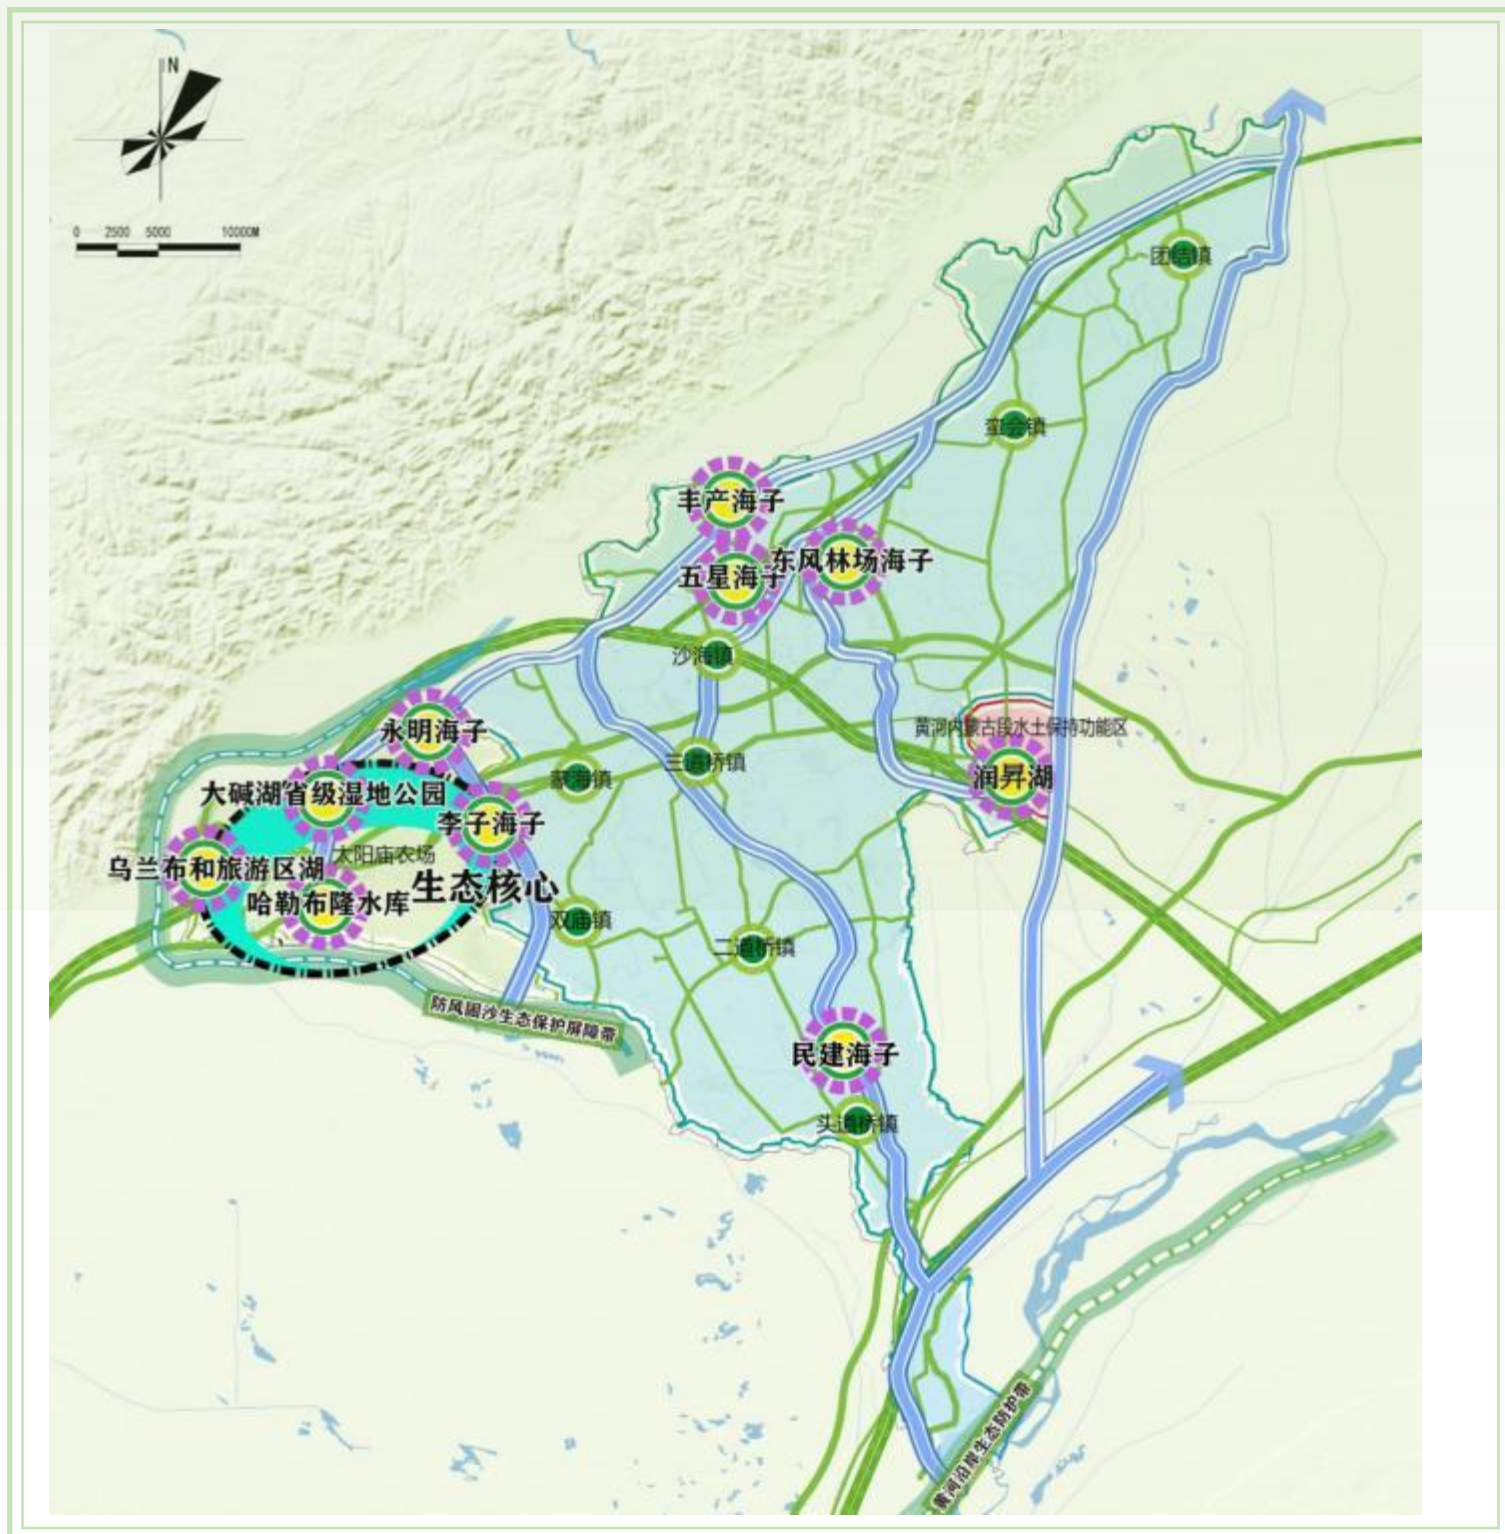 N
0 2500 5000 10000M
团结镇
蛮会镇
丰产海子
东风林场海子
五星海子
沙海镇
黄河内蒙古段水土保持功能区
永明海子
三道桥镇
润昇湖
蒙海镇
大碱湖省级湿地公园
李子海子
太阳庙农场
乌兰布和旅游区湖
生态核心
哈勒布隆水库
双庙镇
二道桥镇
防风固沙生态保护屏障带
民建海子
头道桥镇
黄河沿岸生态防护带